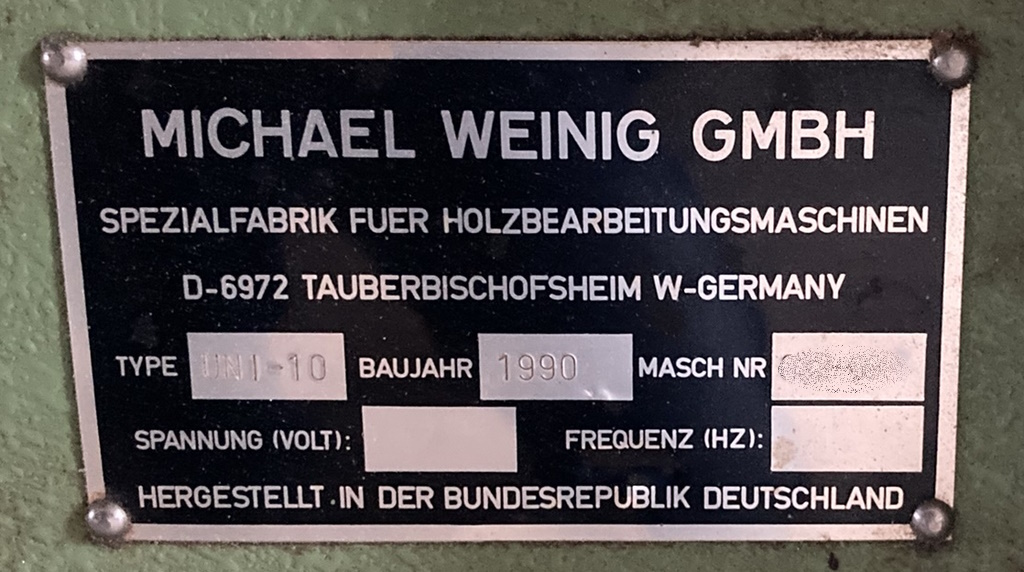 MICHAEL WEINIG GMBH
SPEZIALFABRIK FUER HOLZBEARBEITUNGSMASCHINEN
D-6972 TAUBERBISCHOFSHEIM W-GERMANY
TYPE UNI-10 BAUJAHR 1990 MASCH NR
SPANNUNG (VOLT): FREQUENZ (HZ):
HERGESTELLT IN DER BUNDESREPUBLIK DEUTSCHLAND